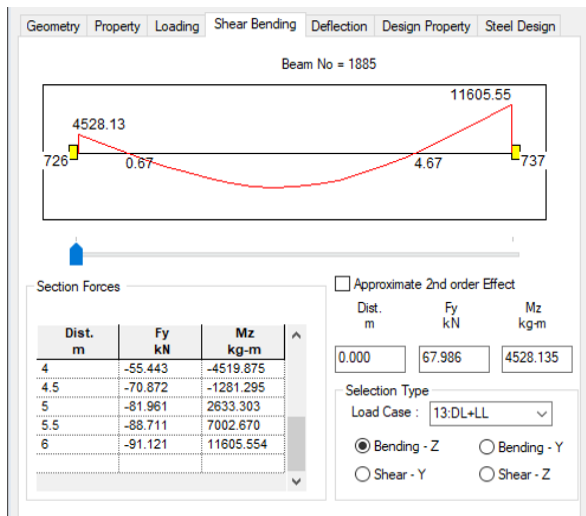 Geometry Property Loading Shear Bending Deflection Design Property Steel Design
Beam No = 1885
11605.55
4528.13
726 0.67 4.67 737
Section Forces
Dist. Fy Mz
m kN kg-m
4 -55.443 -4519.875
4.5 -70.872 -1281.295
5 -81.961 2633.303
5.5 -88.711 7002.670
6 -91.121 11605.554
Approximate 2nd order Effect
Dist. Fy Mz
m kN kg-m
0.000 67.986 4528.135
Selection Type
Load Case : 13:DL+LL
Bending - Z Bending - Y
Shear - Y Shear - Z